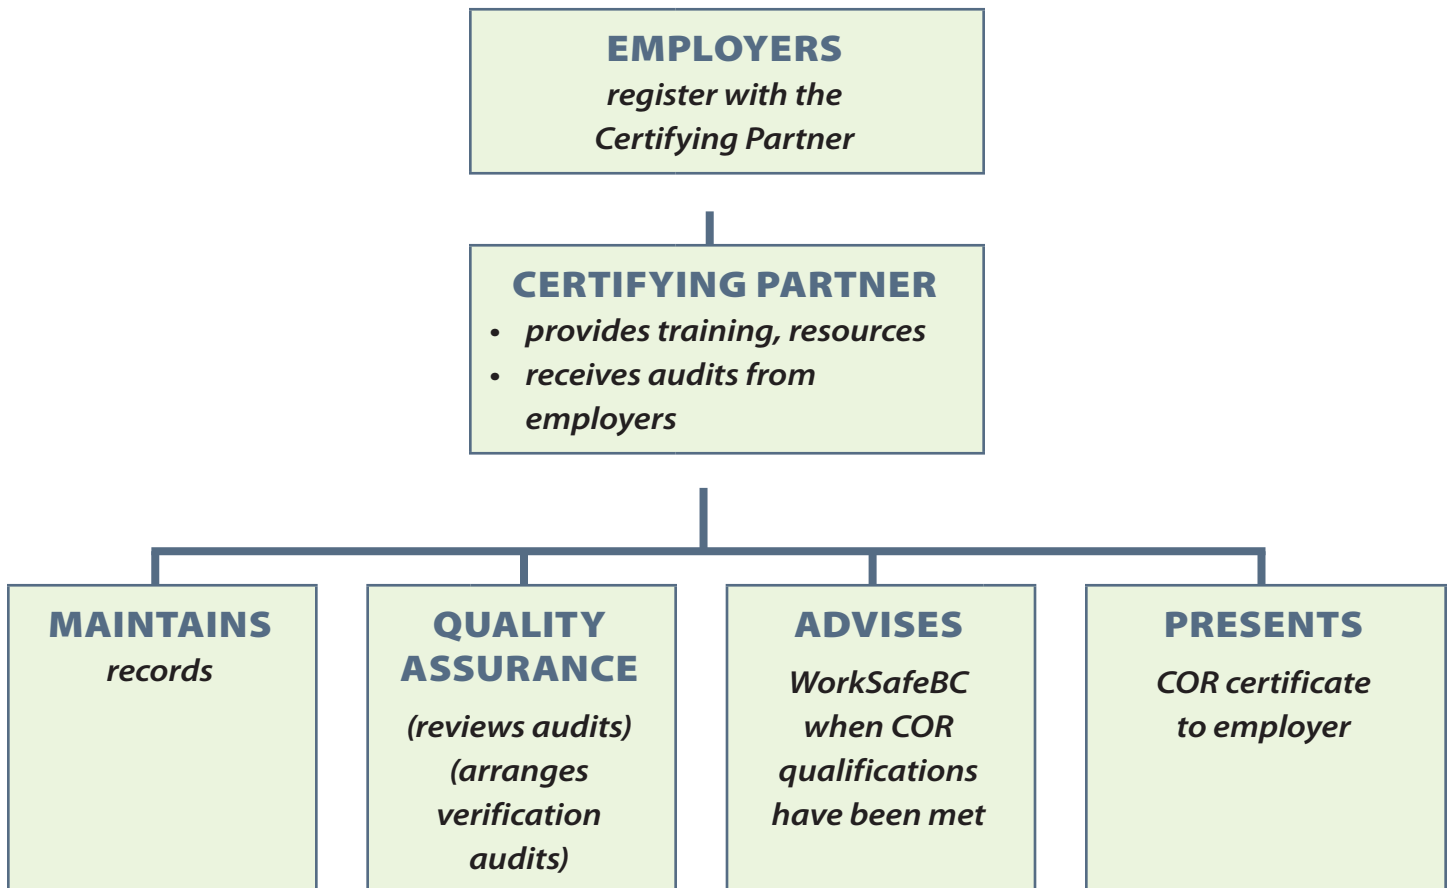 EMPLOYERS
register with the
Certifying Partner
CERTIFYING PARTNER
• provides training, resources
• receives audits from
employers
MAINTAINS
records
QUALITY
ASSURANCE
(reviews audits)
(arranges
verification
audits)
ADVISES
WorkSafeBC
when COR
qualifications
have been met
PRESENTS
COR certificate
to employer